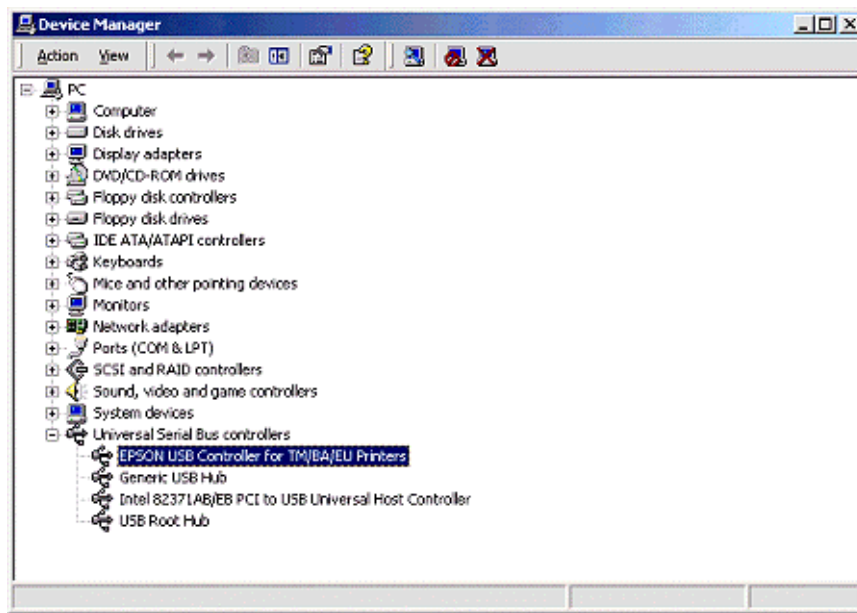 Device Manager
Action View
PC
Computer
Disk drives
Display adapters
DVD/CD-ROM drives
Floppy disk controllers
Floppy disk drives
IDE ATA/ATAPI controllers
Keyboards
Mice and other pointing devices
Monitors
Network adapters
Ports (COM & LPT)
SCSI and RAID controllers
Sound, video and game controllers
System devices
Universal Serial Bus controllers
EPSON USB Controller for TM/BA/EU Printers
Generic USB Hub
Intel 82371AB/EB PCI to USB Universal Host Controller
USB Root Hub